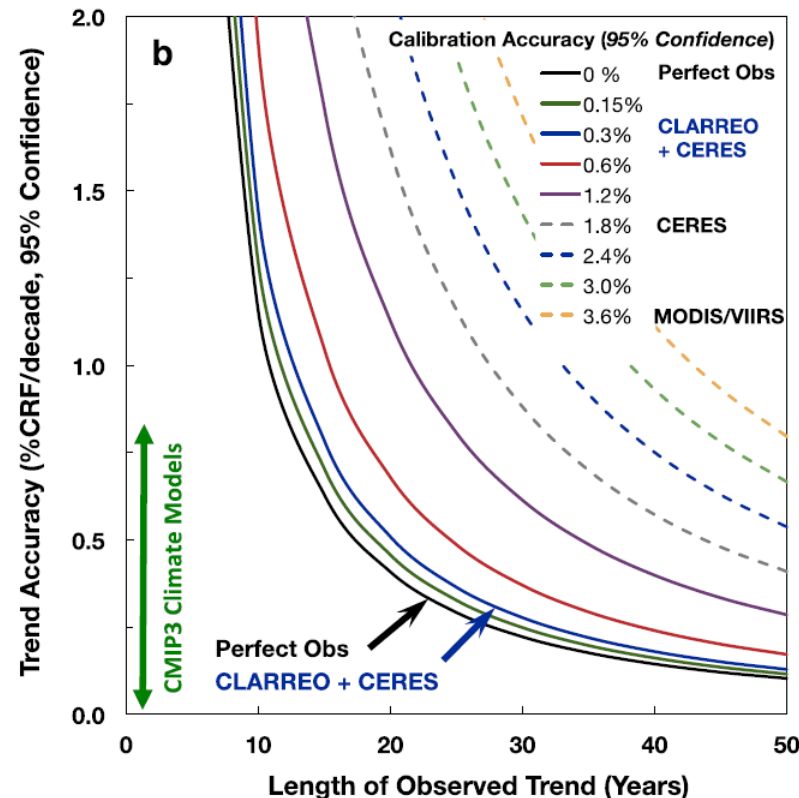 b
Calibration Accuracy (95% Confidence)
0 % Perfect Obs
0.15%
0.3% CLARREO
+ CERES
0.6%
1.2%
1.8% CERES
2.4%
3.0%
3.6% MODIS/VIIRS
Trend Accuracy (%CRF/decade, 95% Confidence)
2.0
1.5
1.0
0.5
0.0
CMIP3 Climate Models
Perfect Obs
CLARREO + CERES
0 10 20 30 40 50
Length of Observed Trend (Years)